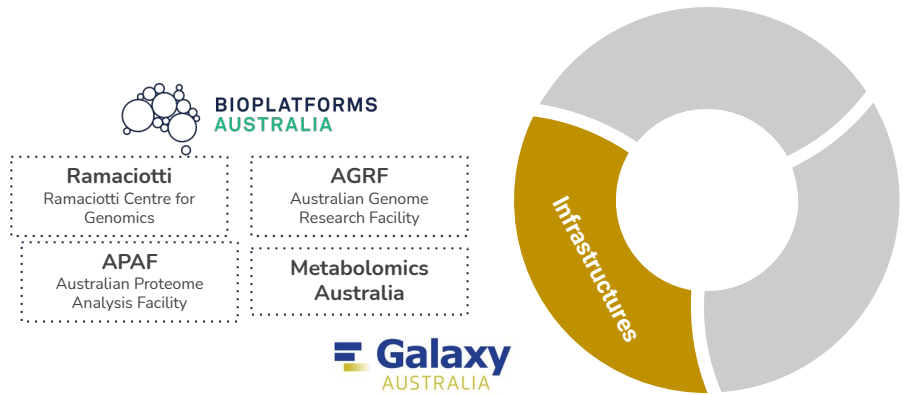 BIOPLATFORMS
AUSTRALIA
Ramaciotti
Ramaciotti Centre for
Genomics
AGRF
Australian Genome
Research Facility
APAF
Australian Proteome
Analysis Facility
Metabolomics
Australia
Galaxy
AUSTRALIA
Infrastructures